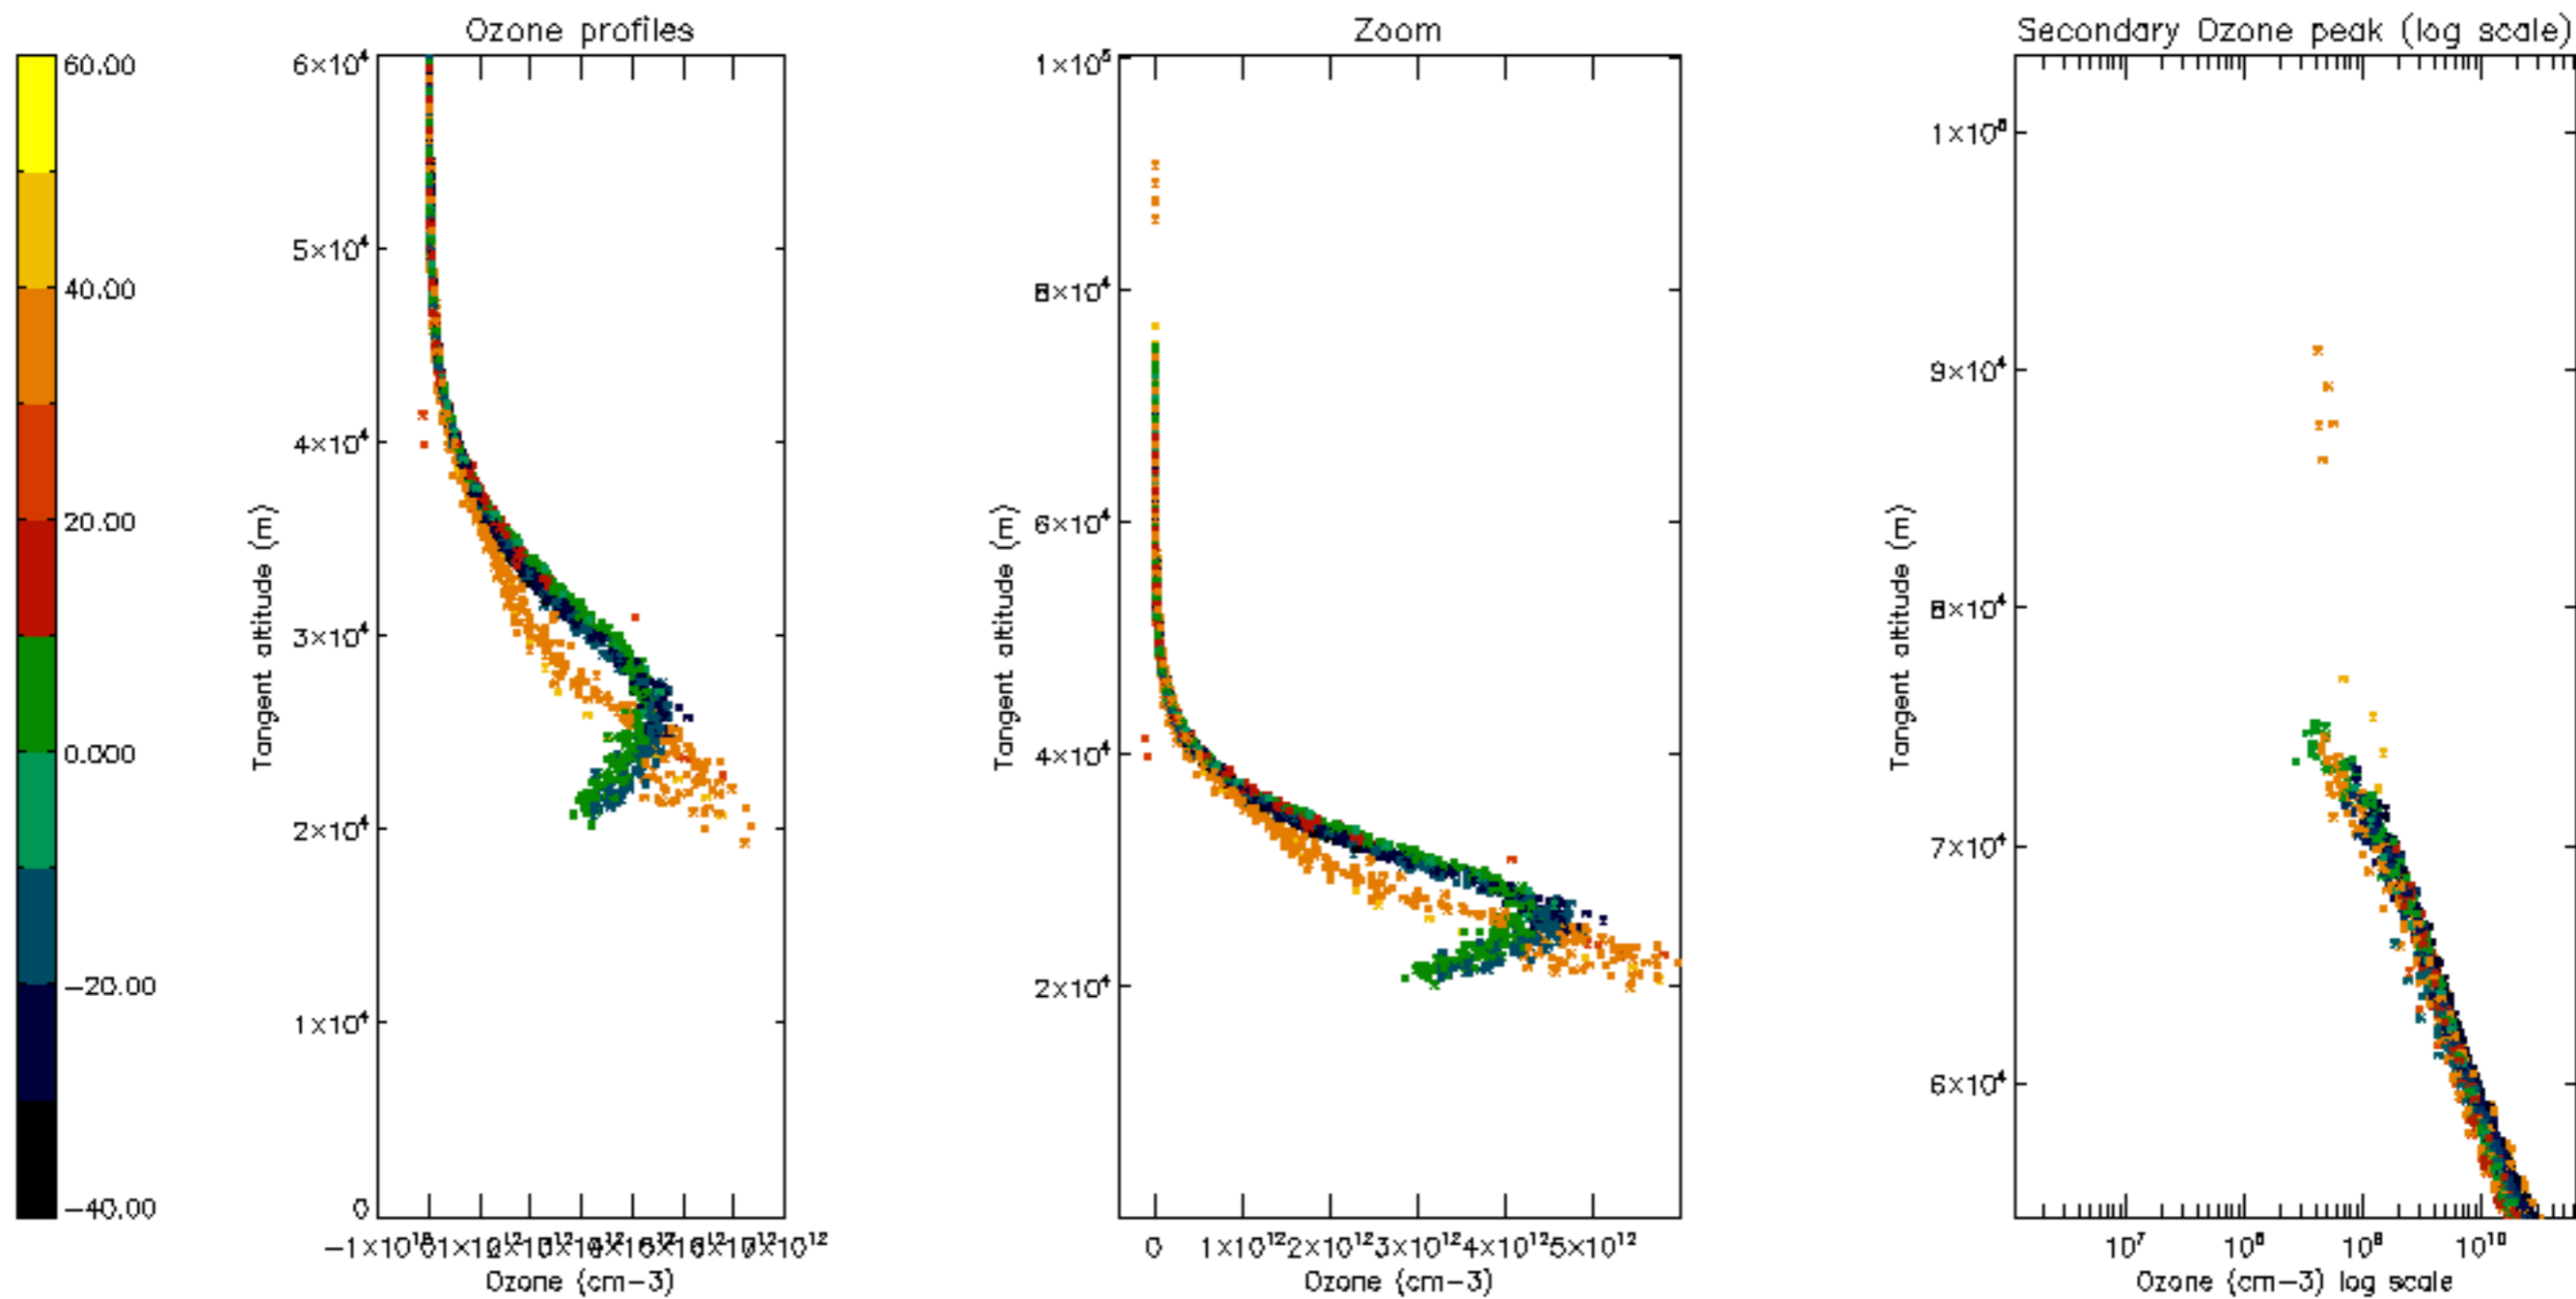 60.00
40.00
20.00
0.000
-20.00
-40.00
Ozone profiles
6×10⁴
5×10⁴
4×10⁴
3×10⁴
2×10⁴
1×10⁴
0
Tangent altitude (m)
Ozone (cm-3)
Zoom
1×10⁵
8×10⁴
6×10⁴
4×10⁴
2×10⁴
Tangent altitude (m)
0 1×10¹² 2×10¹² 3×10¹² 4×10¹² 5×10¹²
Ozone (cm-3)
Secondary Ozone peak (log scale)
9×10⁴
8×10⁴
7×10⁴
6×10⁴
Tangent altitude (m)
10⁷ 10⁸ 10⁹ 10¹⁰
Ozone (cm-3) log scale